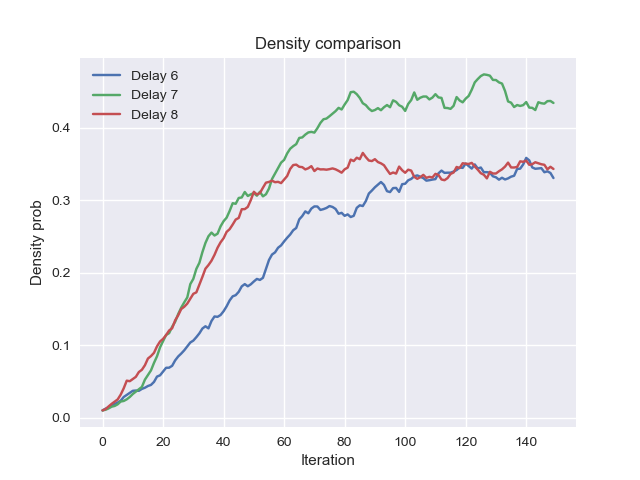 Density comparison
Delay 6
Delay 7
Delay 8
Density prob
0.4
0.3
0.2
0.1
0.0
0 20 40 60 80 100 120 140
Iteration